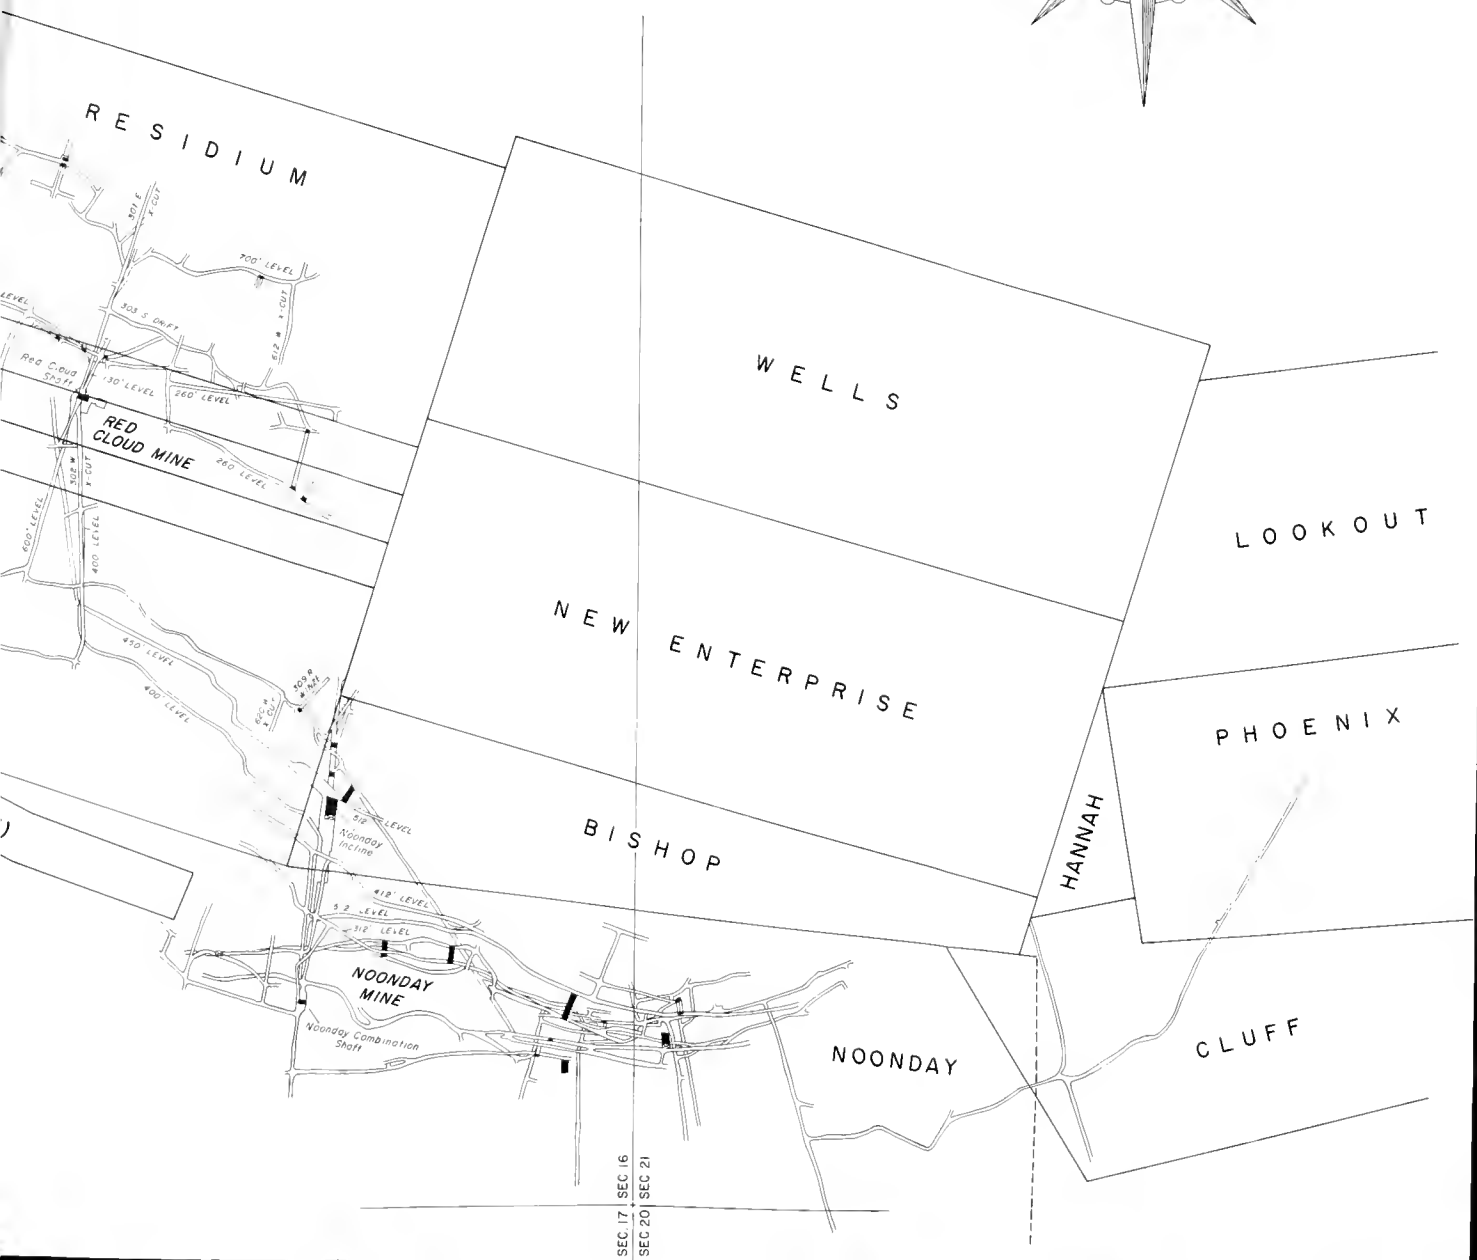 RESIDIUM
301 E
X-CUT
700' LEVEL
LEVEL
303 S DRIFT
612 W X-CUT
Red Cloud
Shaft
130' LEVEL
260' LEVEL
RED
CLOUD MINE
260 LEVEL
302 W
X-CUT
600' LEVEL
400 LEVEL
WELLS
LOOKOUT
NEW ENTERPRISE
450' LEVEL
400' LEVEL
X-CUT
309 R
PHOENIX
HANNAH
512' LEVEL
Noonday
Incline
BISHOP
)
412' LEVEL
LEVEL
512' LEVEL
NOONDAY
MINE
Noonday Combination
Shaft
NOONDAY
CLUFF
SEC. 17 SEC 16
SEC 20 SEC 21